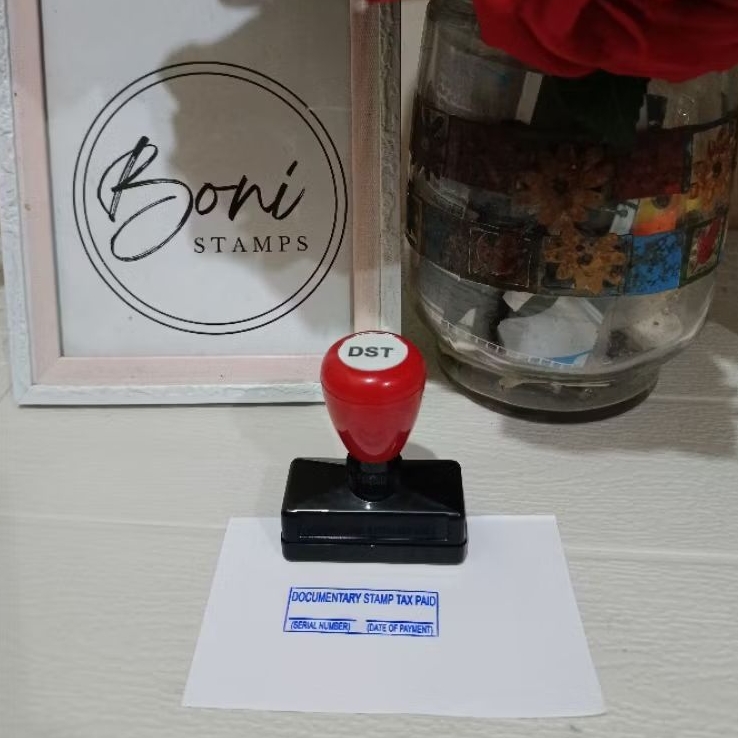 Boni
STAMPS
DST
DOCUMENTARY STAMP TAX PAID
(SERIAL NUMBER) (DATE OF PAYMENT)